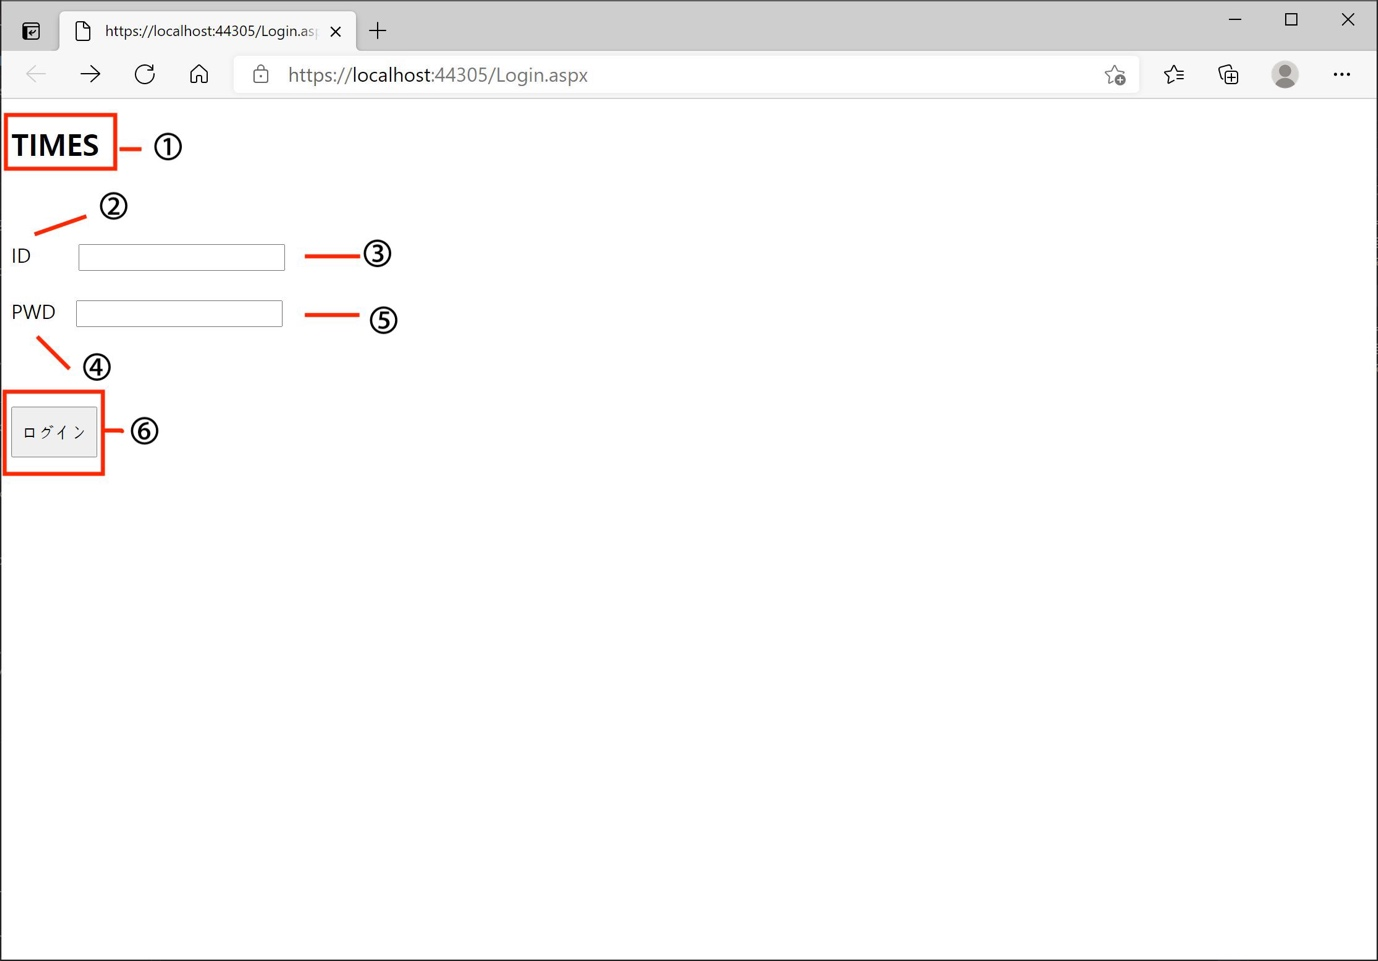 https://localhost:44305/Login.asp
https://localhost:44305/Login.aspx
TIMES ①
②
ID ③
PWD ⑤
④
ログイン ⑥